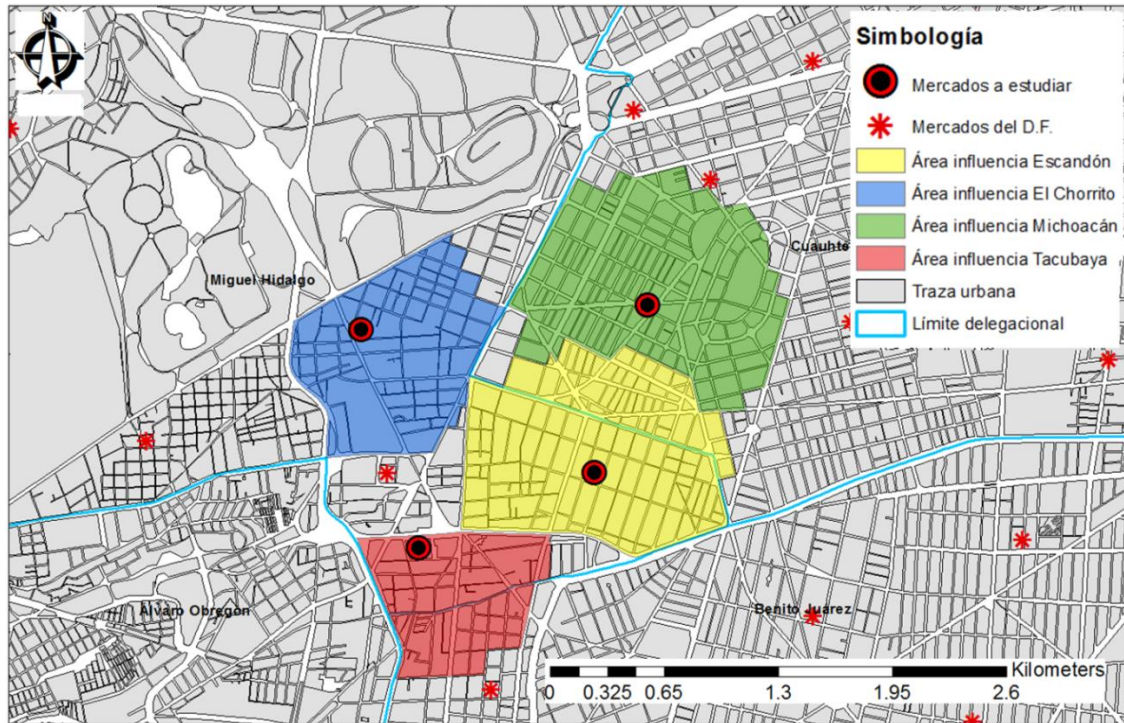 N
Simbología
Mercados a estudiar
Mercados del D.F.
Área influencia Escandón
Área influencia El Chorrito
Área influencia Michoacán
Área influencia Tacubaya
Traza urbana
Límite delegacional
Cuauhte
Miguel Hidalgo
Álvaro Obregón
Benito Juárez
Kilometers
0 0.325 0.65 1.3 1.95 2.6